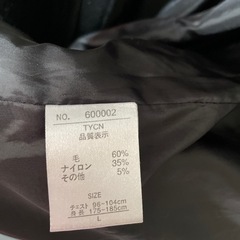 NO. 600002
TYCN
品質表示
毛 60%
ナイロン 35%
その他 5%
SIZE
チェスト 96-104cm
身長 175-185cm
L